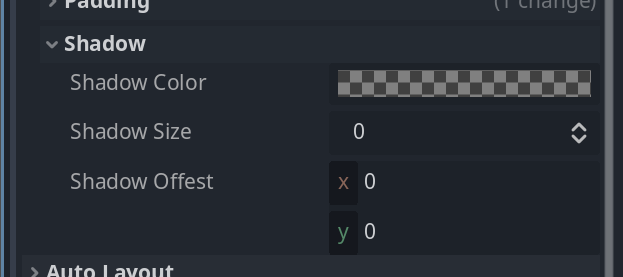 Padding (1 change)
Shadow
Shadow Color
Shadow Size 0
Shadow Offest x 0
y 0
Auto Layout